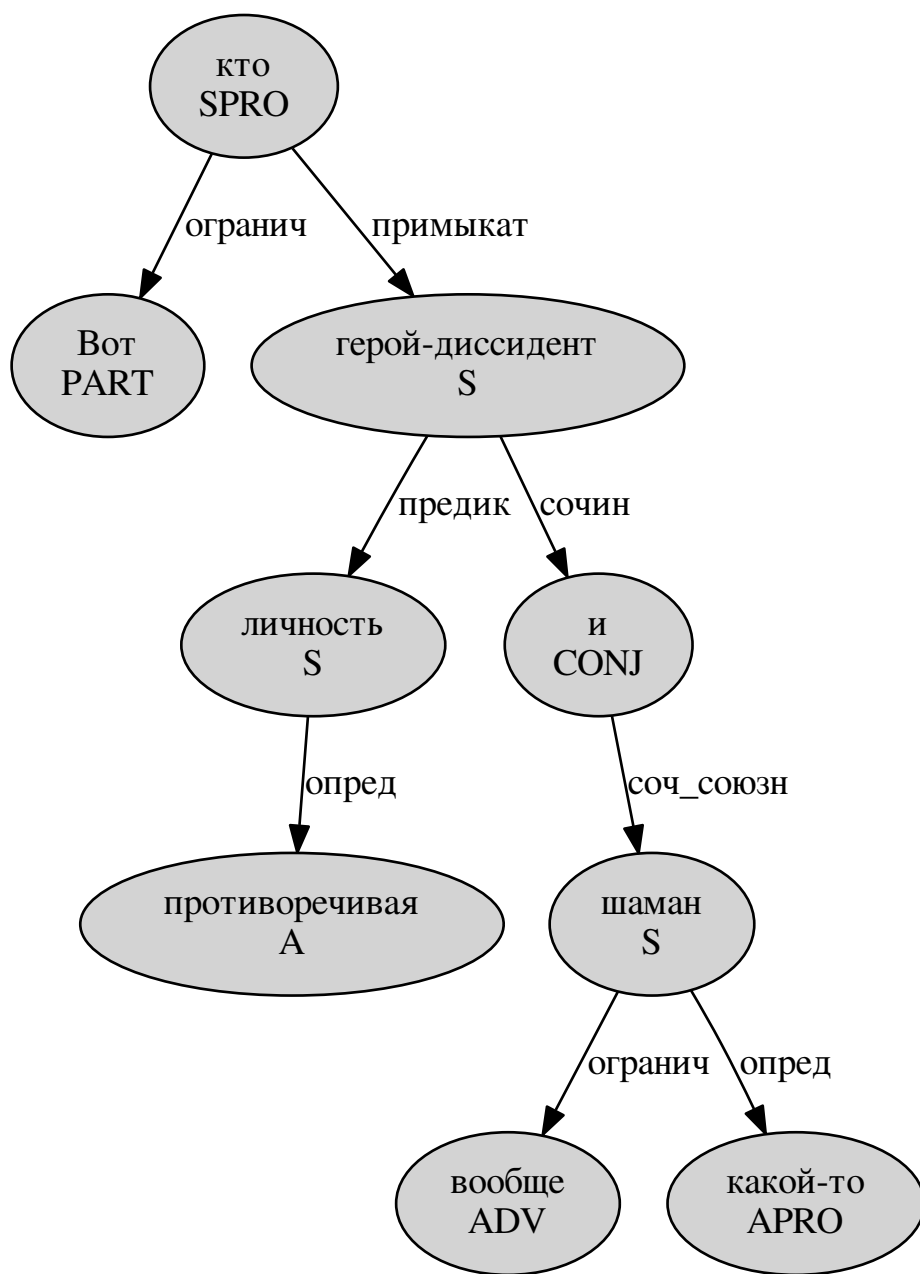 кто
SPRO
огранич
примыкат
Вот
PART
герой-диссидент
S
предик
сочин
личность
S
и
CONJ
опред
соч_союзн
противоречивая
A
шаман
S
огранич
опред
вообще
ADV
какой-то
APRO